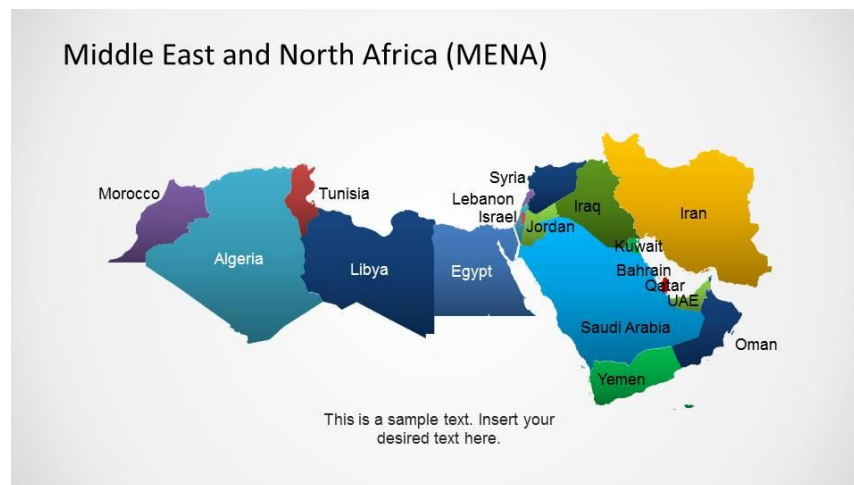 Middle East and North Africa (MENA)
Morocco
Tunisia
Algeria
Libya
Egypt
Syria
Lebanon
Israel
Jordan
Iraq
Iran
Kuwait
Bahrain
Qatar
UAE
Saudi Arabia
Oman
Yemen
This is a sample text. Insert your
desired text here.